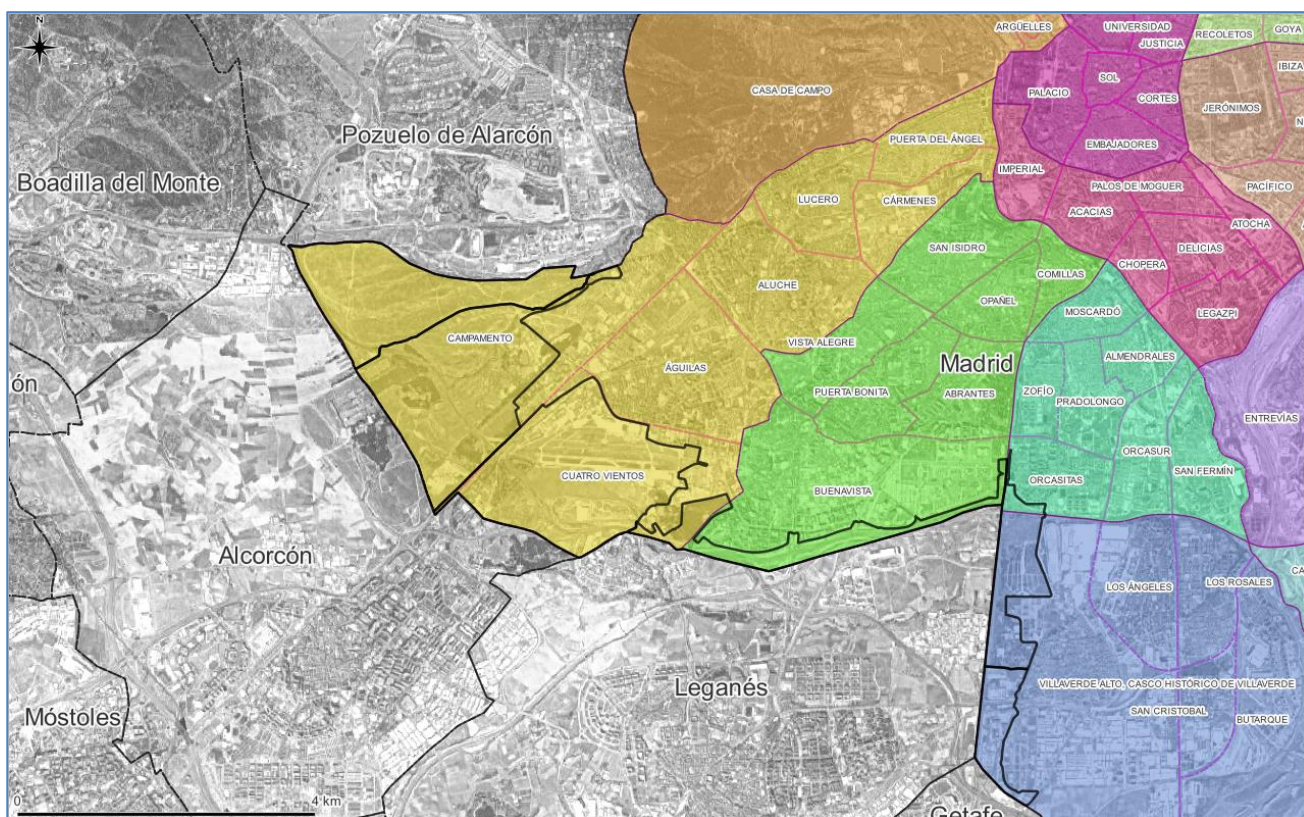 N
ARGÜELLES
UNIVERSIDAD
JUSTICIA
RECOLETOS
GOYA
IBIZA
CASA DE CAMPO
PALACIO
SOL
CORTES
JERÓNIMOS
Pozuelo de Alarcón
PUERTA DEL ÁNGEL
EMBAJADORES
Boadilla del Monte
IMPERIAL
PALOS DE MOGUER
PACÍFICO
LUCERO
CÁRMENES
ACACIAS
ATOCHA
SAN ISIDRO
DELICIAS
CHOPERA
COMILLAS
ALUCHE
OPAÑEL
MOSCARDÓ
LEGAZPI
CAMPAMENTO
VISTA ALEGRE
ALMENDRALES
Madrid
ÁGUILAS
ón
PUERTA BONITA
ABRANTES
ZOFÍO
PRADOLONGO
ENTREVÍAS
ORCASUR
CUATRO VIENTOS
SAN FERMÍN
BUENAVISTA
ORCASITAS
Alcorcón
CA
LOS ÁNGELES
LOS ROSALES
Leganés
VILLAVERDE ALTO, CASCO HISTÓRICO DE VILLAVERDE
SAN CRISTOBAL
BUTARQUE
Móstoles
0
4 km
Getafe